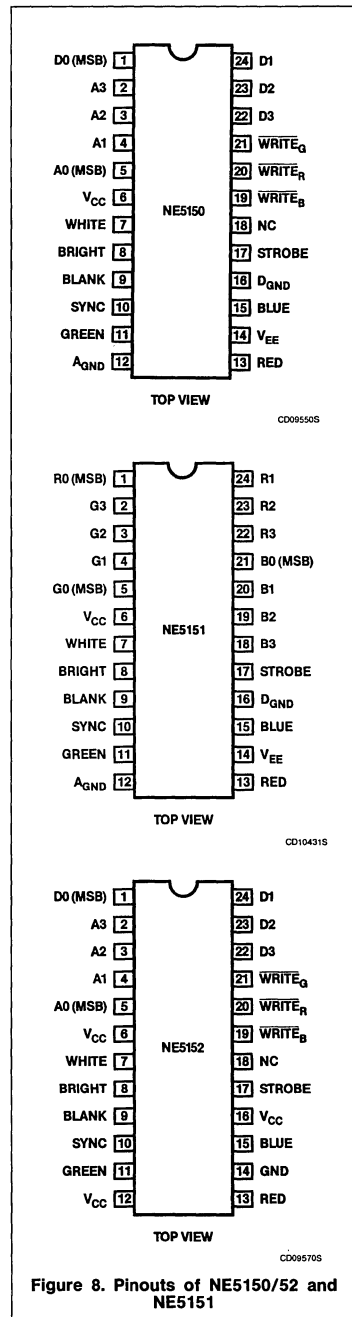 D0 (MSB) 1 24 D1
A3 2 23 D2
A2 3 22 D3
A1 4 21 WRITEG
A0 (MSB) 5 20 WRITER
VCC 6 NE5150 19 WRITEB
WHITE 7 18 NC
BRIGHT 8 17 STROBE
BLANK 9 16 DGND
SYNC 10 15 BLUE
GREEN 11 14 VEE
AGND 12 13 RED
TOP VIEW
CD09550S
R0 (MSB) 1 24 R1
G3 2 23 R2
G2 3 22 R3
G1 4 21 B0 (MSB)
G0 (MSB) 5 20 B1
VCC 6 NE5151 19 B2
WHITE 7 18 B3
BRIGHT 8 17 STROBE
BLANK 9 16 DGND
SYNC 10 15 BLUE
GREEN 11 14 VEE
AGND 12 13 RED
TOP VIEW
CD10431S
D0 (MSB) 1 24 D1
A3 2 23 D2
A2 3 22 D3
A1 4 21 WRITEG
A0 (MSB) 5 20 WRITER
VCC 6 NE5152 19 WRITEB
WHITE 7 18 NC
BRIGHT 8 17 STROBE
BLANK 9 16 VCC
SYNC 10 15 BLUE
GREEN 11 14 GND
VCC 12 13 RED
TOP VIEW
CD09570S
Figure 8. Pinouts of NE5150/52 and
NE5151